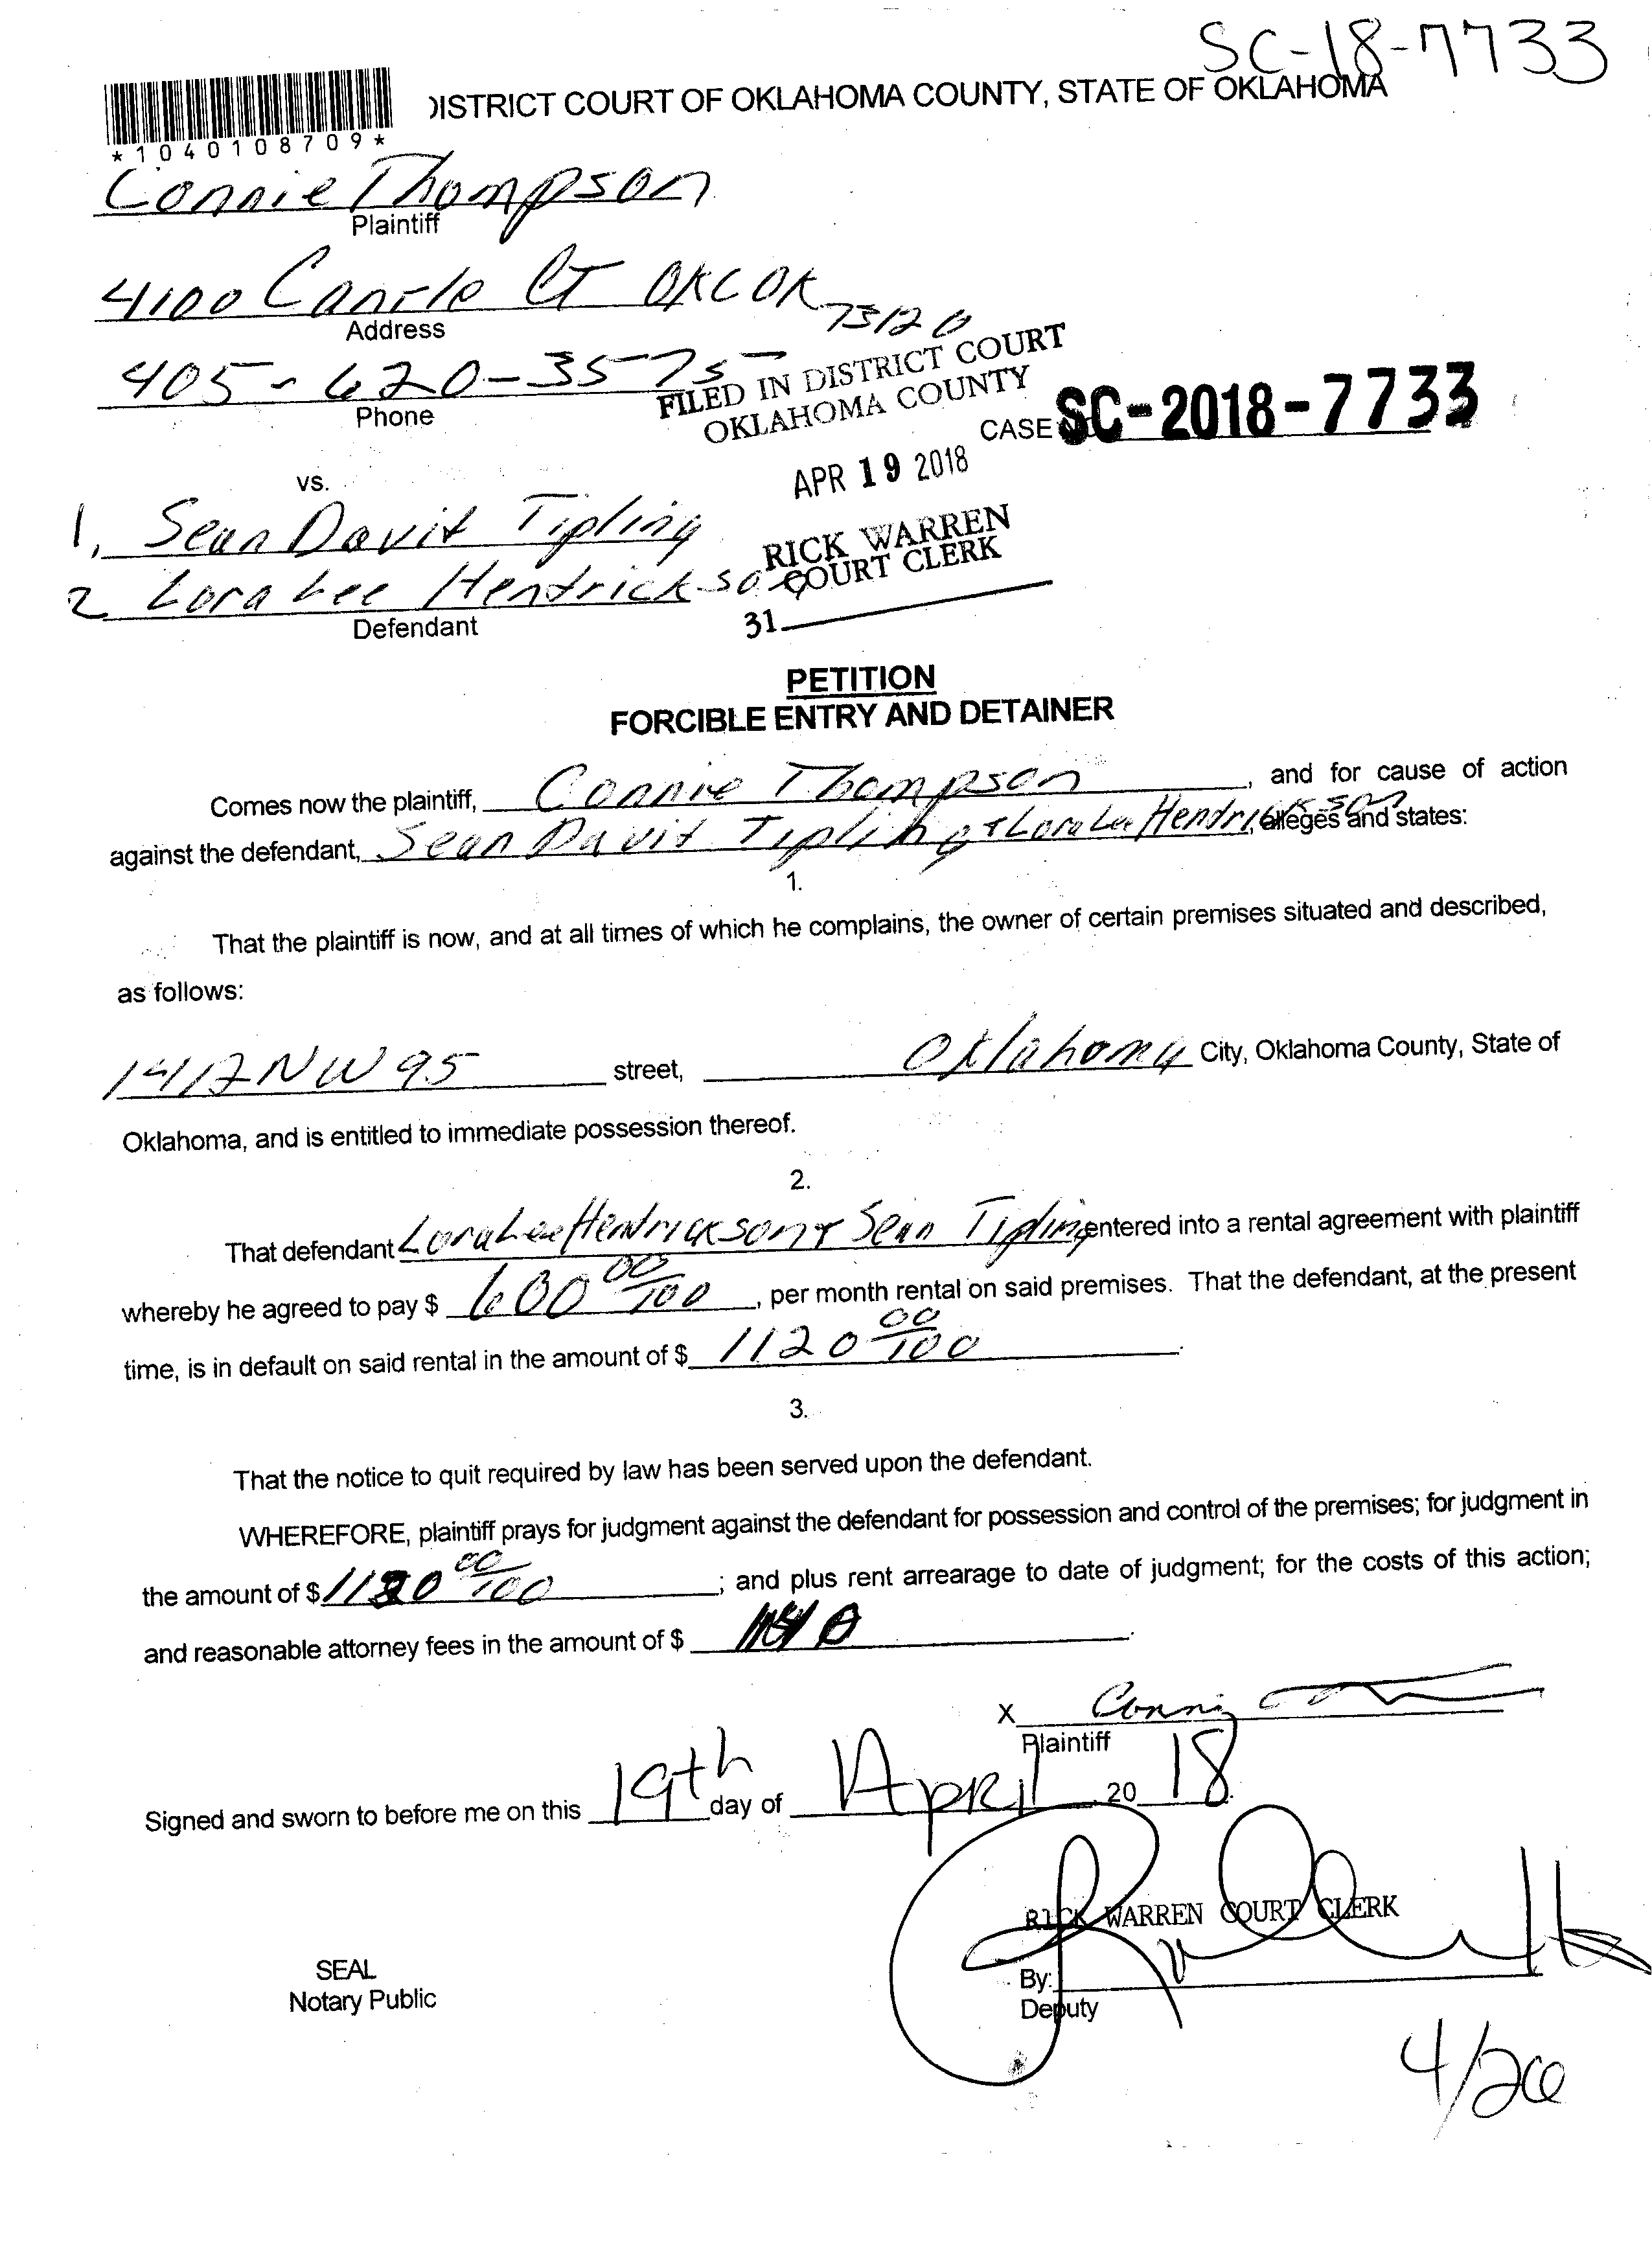 SC-18-7733
DISTRICT COURT OF OKLAHOMA COUNTY, STATE OF OKLAHOMA
*1040108709*
Connie Thompson
Plaintiff
4100 Ct OKC OK 73120
Address
405-620-3575
Phone
FILED IN DISTRICT COURT
OKLAHOMA COUNTY
CASE SC-2018-7733
APR 19 2018
vs.
1, Sean Davit Tipling
RICK WARREN
COURT CLERK
2 Lora Lee Hendrickson
Defendant
31
PETITION
FORCIBLE ENTRY AND DETAINER
Comes now the plaintiff, Connie Thompson, and for cause of action
against the defendant, Sean Davit Tipling + Lora Lee Hendrickson, alleges and states:
1.
That the plaintiff is now, and at all times of which he complains, the owner of certain premises situated and described,
as follows:
1412 NW 95 street, Oklahoma City, Oklahoma County, State of
Oklahoma, and is entitled to immediate possession thereof.
2.
That defendant Lora Lee Hendrickson + Sean Tipling entered into a rental agreement with plaintiff
whereby he agreed to pay $ 600 00/100, per month rental on said premises. That the defendant, at the present
time, is in default on said rental in the amount of $ 1120 00/100.
3.
That the notice to quit required by law has been served upon the defendant.
WHEREFORE, plaintiff prays for judgment against the defendant for possession and control of the premises; for judgment in
the amount of $ 1120 00/100; and plus rent arrearage to date of judgment; for the costs of this action;
and reasonable attorney fees in the amount of $
X Connie
Plaintiff
Signed and sworn to before me on this 19th day of April, 20 18.
RICK WARREN COURT CLERK
SEAL
Notary Public
By:
Deputy
4/26